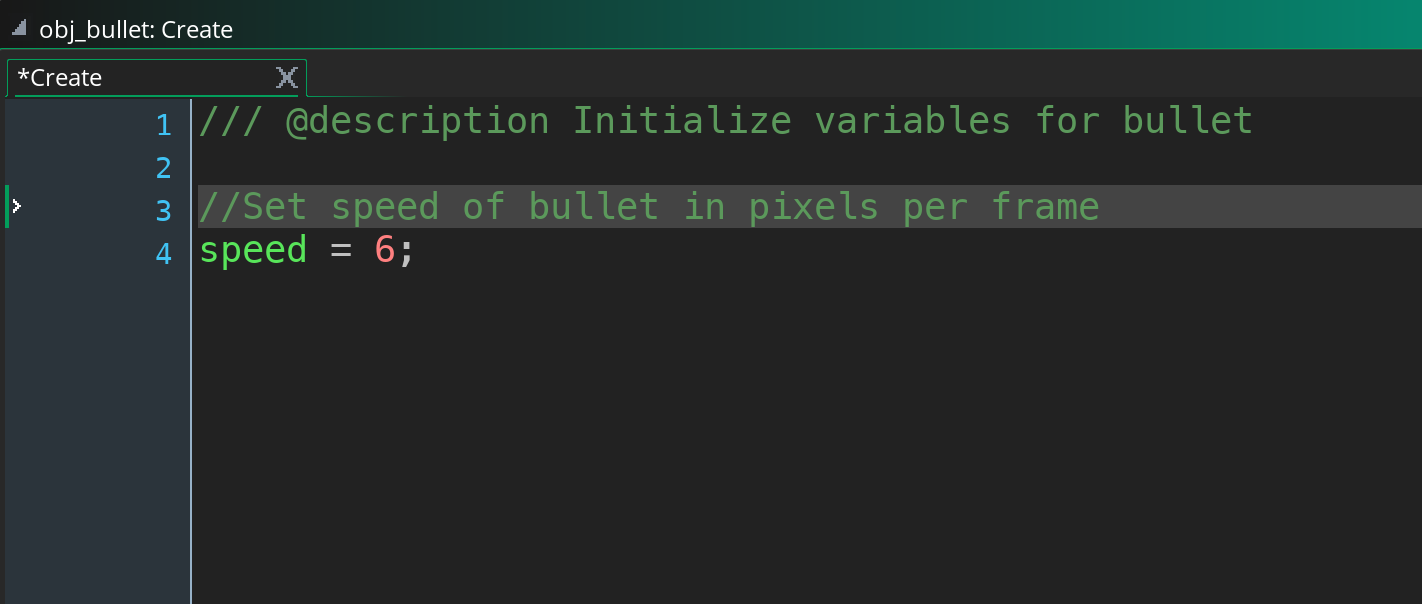 obj_bullet: Create
*Create
1 /// @description Initialize variables for bullet
2
3 //Set speed of bullet in pixels per frame
4 speed = 6;